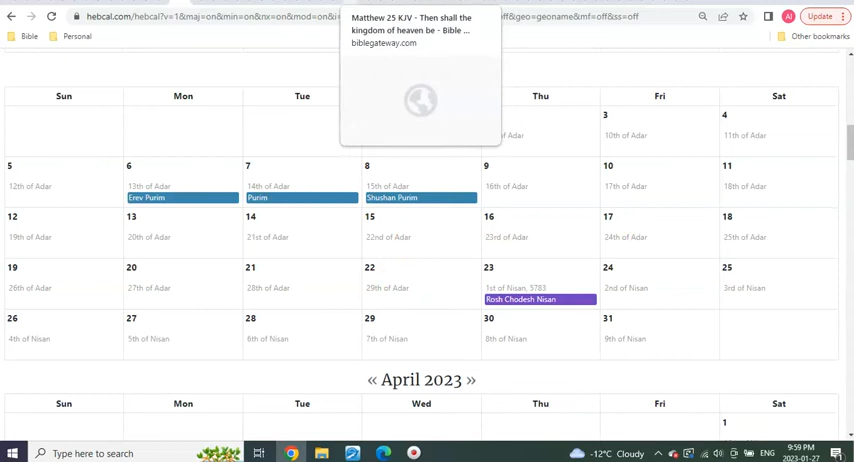 hebcal.com/hebcal?v=1&maj=on&min=on&nx=on&mod=on&i
ff&geo=geoname&mf=off&ss=off
AI
Update
Bible
Personal
Other bookmarks
Matthew 25 KJV - Then shall the
kingdom of heaven be - Bible ...
biblegateway.com
Sun Mon Tue Thu Fri Sat
3 4
of Adar 10th of Adar 11th of Adar
5 6 7 8 9 10 11
12th of Adar 13th of Adar 14th of Adar 15th of Adar 16th of Adar 17th of Adar 18th of Adar
Erev Purim Purim Shushan Purim
12 13 14 15 16 17 18
19th of Adar 20th of Adar 21st of Adar 22nd of Adar 23rd of Adar 24th of Adar 25th of Adar
19 20 21 22 23 24 25
26th of Adar 27th of Adar 28th of Adar 29th of Adar 1st of Nisan, 5783 2nd of Nisan 3rd of Nisan
Rosh Chodesh Nisan
26 27 28 29 30 31
4th of Nisan 5th of Nisan 6th of Nisan 7th of Nisan 8th of Nisan 9th of Nisan
« April 2023 »
Sun Mon Tue Wed Thu Fri Sat
1
Type here to search
-12°C Cloudy
ENG
9:59 PM
2023-01-27